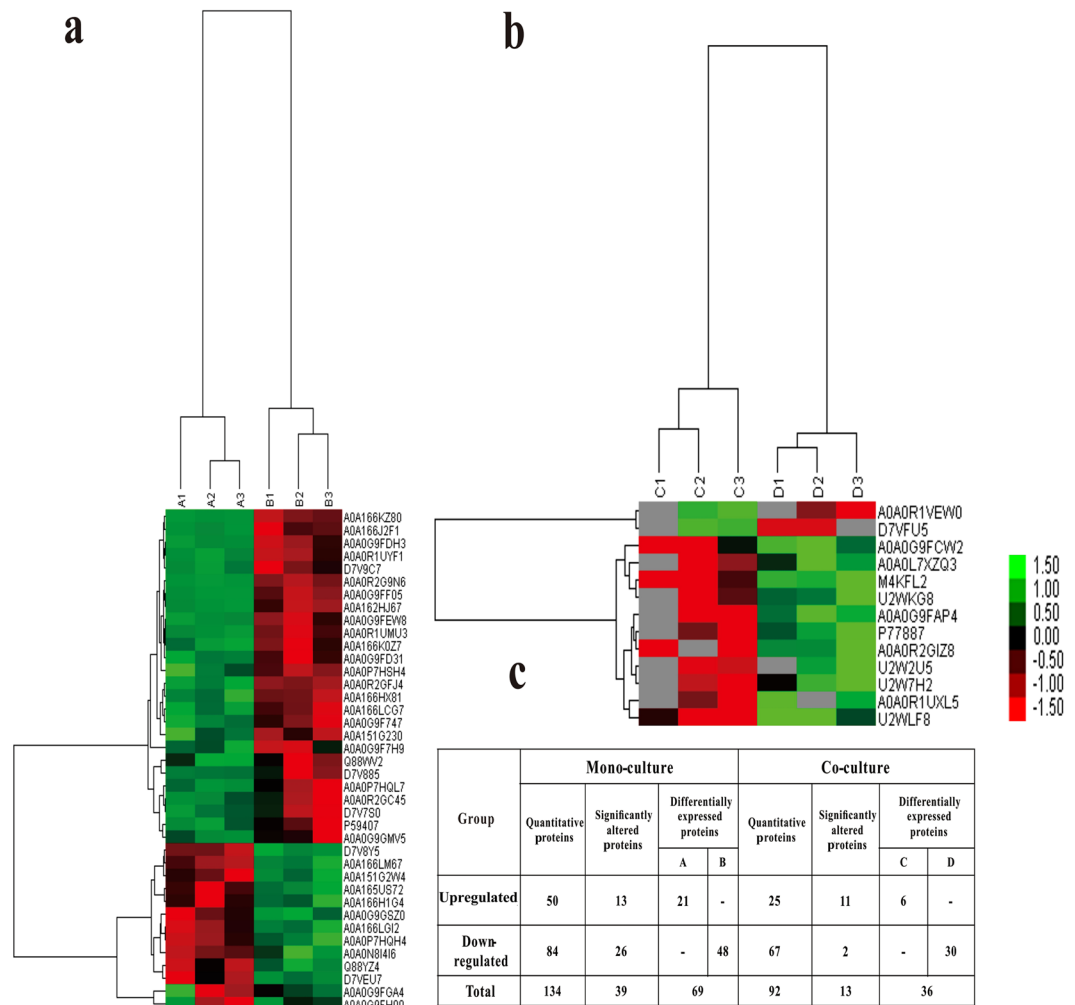 a
A1
A2
A3
B1
B2
B3
A0A166KZ80
A0A166J2F1
A0A0G9FDH3
A0A0R1UYF1
D7V9C7
A0A0R2G9N6
A0A0G9FF05
A0A162HJ67
A0A0G9FEW8
A0A0R1UMU3
A0A166K0Z7
A0A0G9FD31
A0A0P7HSH4
A0A0R2GFJ4
A0A166HX81
A0A166LCG7
A0A0G9F747
A0A151G230
A0A0G9F7H9
Q88WV2
D7V885
A0A0P7HQL7
A0A0R2GC45
D7V7S0
P59407
A0A0G9GMV5
D7V8Y5
A0A166LM67
A0A151G2W4
A0A165US72
A0A166H1G4
A0A0G9GSZ0
A0A166LGI2
A0A0P7HQH4
A0A0N8I4I6
Q88YZ4
D7VEU7
A0A0G9FGA4
b
C1
C2
C3
D1
D2
D3
A0A0R1VEW0
D7VFU5
A0A0G9FCW2
A0A0L7XZQ3
M4KFL2
U2WKG8
A0A0G9FAP4
P77887
A0A0R2GIZ8
U2W2U5
U2W7H2
A0A0R1UXL5
U2WLF8
1.50
1.00
0.50
0.00
-0.50
-1.00
-1.50
c
Group
Mono-culture
Co-culture
Quantitative
proteins
Significantly
altered
proteins
Differentially
expressed
proteins
A
B
Quantitative
proteins
Significantly
altered
proteins
Differentially
expressed
proteins
C
D
Upregulated 50 13 21 - 25 11 6 -
Down-
regulated 84 26 - 48 67 2 - 30
Total 134 39 69 92 13 36